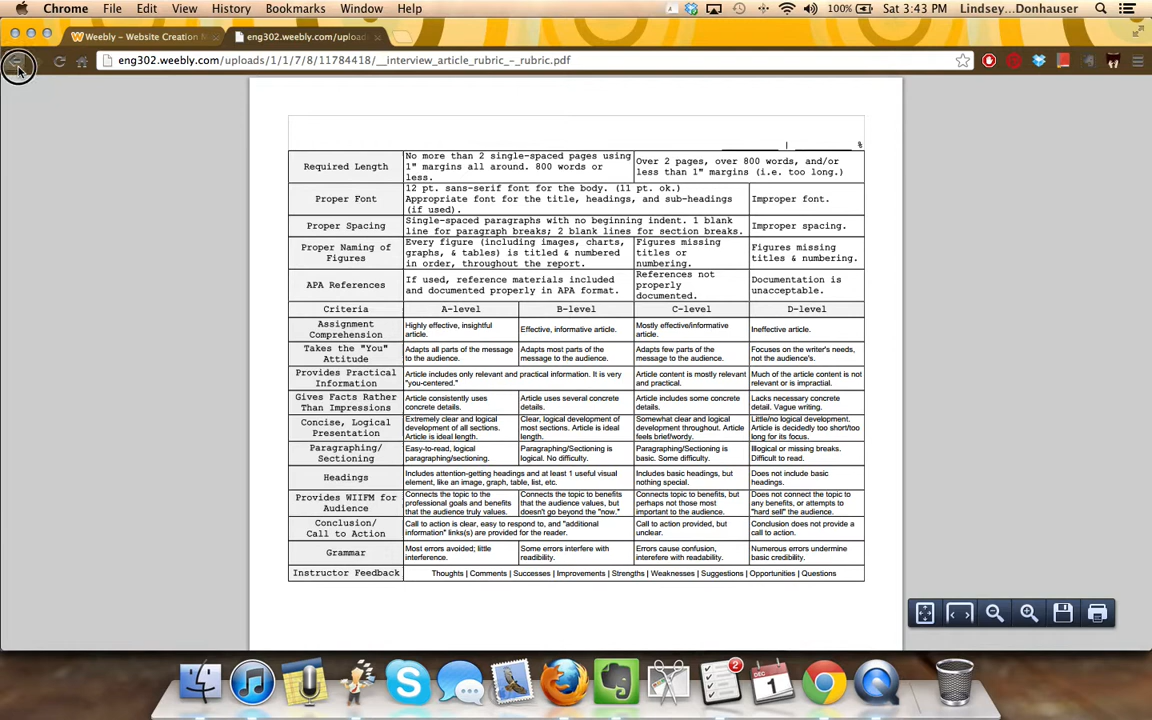 Chrome File Edit View History Bookmarks Window Help 100% Sat 3:43 PM Lindsey...Donhauser
Weebly – Website Creation
eng302.weebly.com/upload
eng302.weebly.com/uploads/1/1/7/8/11784418/__interview_article_rubric_-_rubric.pdf
| %
Required Length
No more than 2 single-spaced pages using
1" margins all around. 800 words or
less.
Over 2 pages, over 800 words, and/or
less than 1" margins (i.e. too long.)
Proper Font
12 pt. sans-serif font for the body. (11 pt. ok.)
Appropriate font for the title, headings, and sub-headings
(if used).
Improper font.
Proper Spacing
Single-spaced paragraphs with no beginning indent. 1 blank
line for paragraph breaks; 2 blank lines for section breaks.
Improper spacing.
Proper Naming of
Figures
Every figure (including images, charts,
graphs, & tables) is titled & numbered
in order, throughout the report.
Figures missing
titles or
numbering.
Figures missing
titles & numbering.
APA References
If used, reference materials included
and documented properly in APA format.
References not
properly
documented.
Documentation is
unacceptable.
Criteria A-level B-level C-level D-level
Assignment
Comprehension
Highly effective, insightful
article.
Effective, informative article.
Mostly effective/informative
article.
Ineffective article.
Takes the "You"
Attitude
Adapts all parts of the message
to the audience.
Adapts most parts of the
message to the audience.
Adapts few parts of the
message to the audience.
Focuses on the writer's needs,
not the audience's.
Provides Practical
Information
Article includes only relevant and practical information. It is very
"you-centered."
Article content is mostly relevant
and practical.
Much of the article content is not
relevant or is impractial.
Gives Facts Rather
Than Impressions
Article consistently uses
concrete details.
Article uses several concrete
details.
Article includes some concrete
details.
Lacks necessary concrete
detail. Vague writing.
Concise, Logical
Presentation
Extremely clear and logical
development of all sections.
Article is ideal length.
Clear, logical development of
most sections. Article is ideal
length.
Somewhat clear and logical
development throughout. Article
feels brief/wordy.
Little/no logical development.
Article is decidedly too short/too
long for its focus.
Paragraphing/
Sectioning
Easy-to-read, logical
paragraphing/sectioning.
Paragraphing/Sectioning is
logical. No difficulty.
Paragraphing/Sectioning is
basic. Some difficulty.
Illogical or missing breaks.
Difficult to read.
Headings
Includes attention-getting headings and at least 1 useful visual
element, like an image, graph, table, list, etc.
Includes basic headings, but
nothing special.
Does not include basic
headings.
Provides WIIFM for
Audience
Connects the topic to the
professional goals and benefits
that the audience truly values.
Connects the topic to benefits
that the audience values, but
doesn't go beyond the "now."
Connects topic to benefits, but
perhaps not those most
important to the audience.
Does not connect the topic to
any benefits, or attempts to
"hard sell" the audience.
Conclusion/
Call to Action
Call to action is clear, easy to respond to, and "additional
information" links(s) are provided for the reader.
Call to action provided, but
unclear.
Conclusion does not provide a
call to action.
Grammar
Most errors avoided; little
interference.
Some errors interfere with
readibility.
Errors cause confusion,
interefere with readabilty.
Numerous errors undermine
basic credibility.
Instructor Feedback
Thoughts | Comments | Successes | Improvements | Strengths | Weaknesses | Suggestions | Opportunities | Questions
2
1